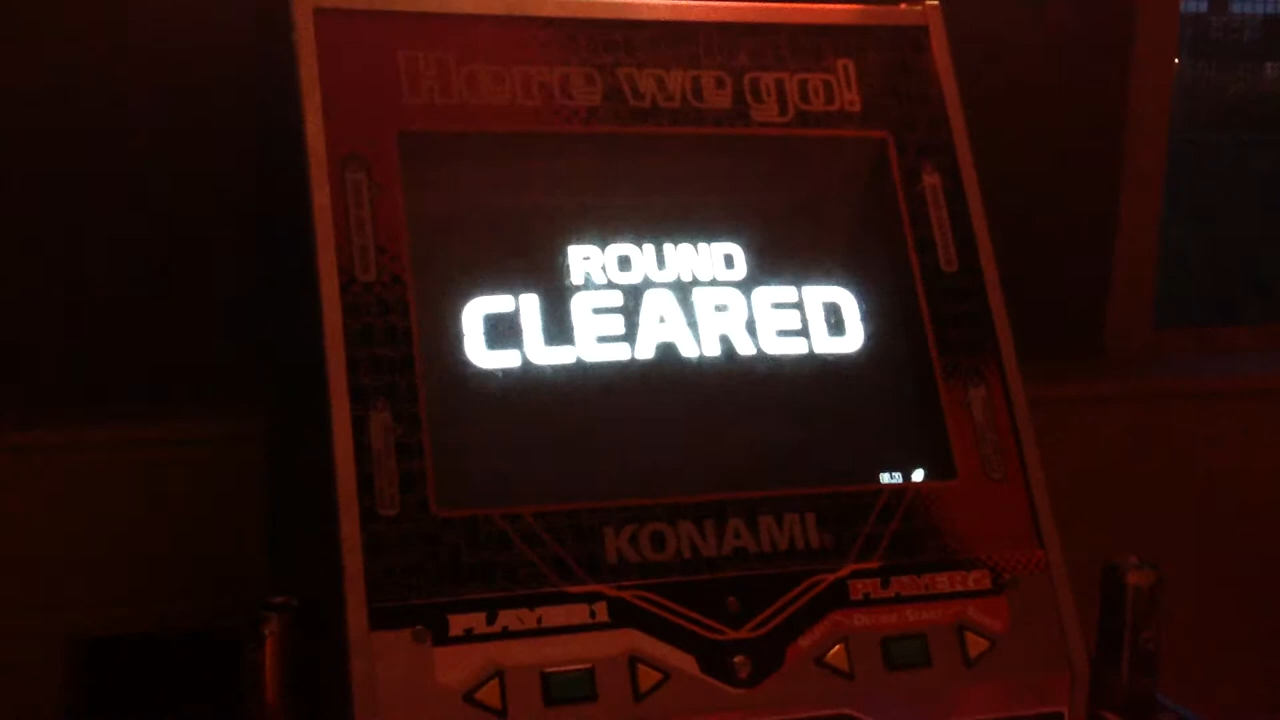 Here we go!
ROUND
CLEARED
KONAMI
PLAYER 1
PLAYER 2